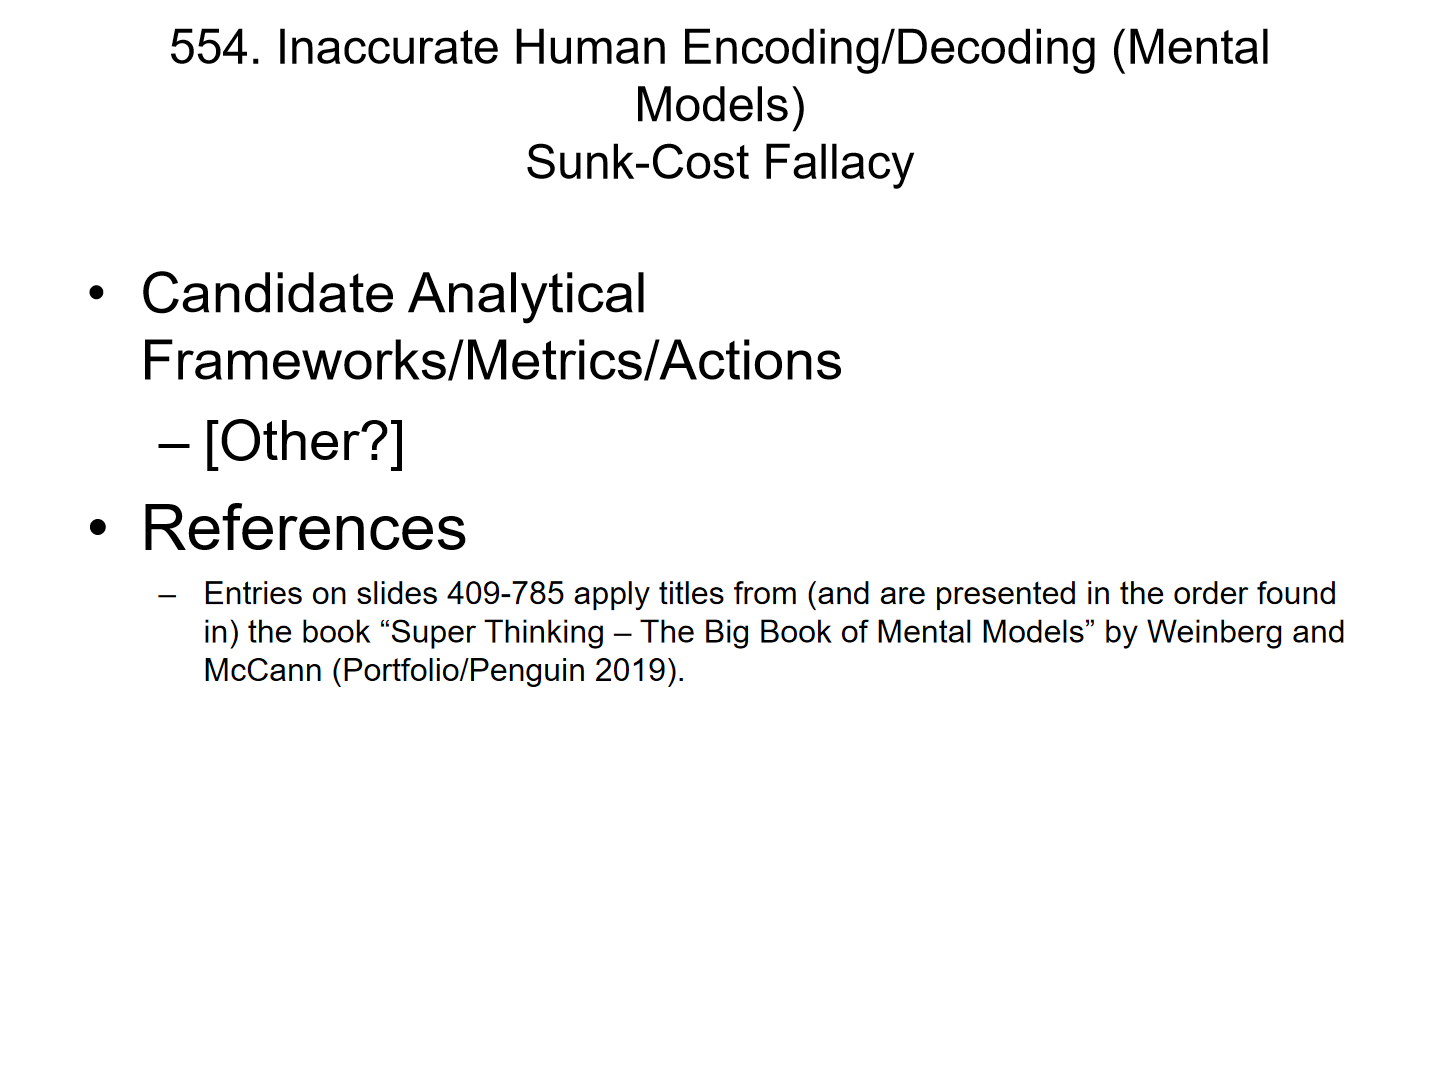 554. Inaccurate Human Encoding/Decoding (Mental
Models)
Sunk-Cost Fallacy
• Candidate Analytical
Frameworks/Metrics/Actions
– [Other?]
• References
– Entries on slides 409-785 apply titles from (and are presented in the order found
in) the book “Super Thinking – The Big Book of Mental Models” by Weinberg and
McCann (Portfolio/Penguin 2019).